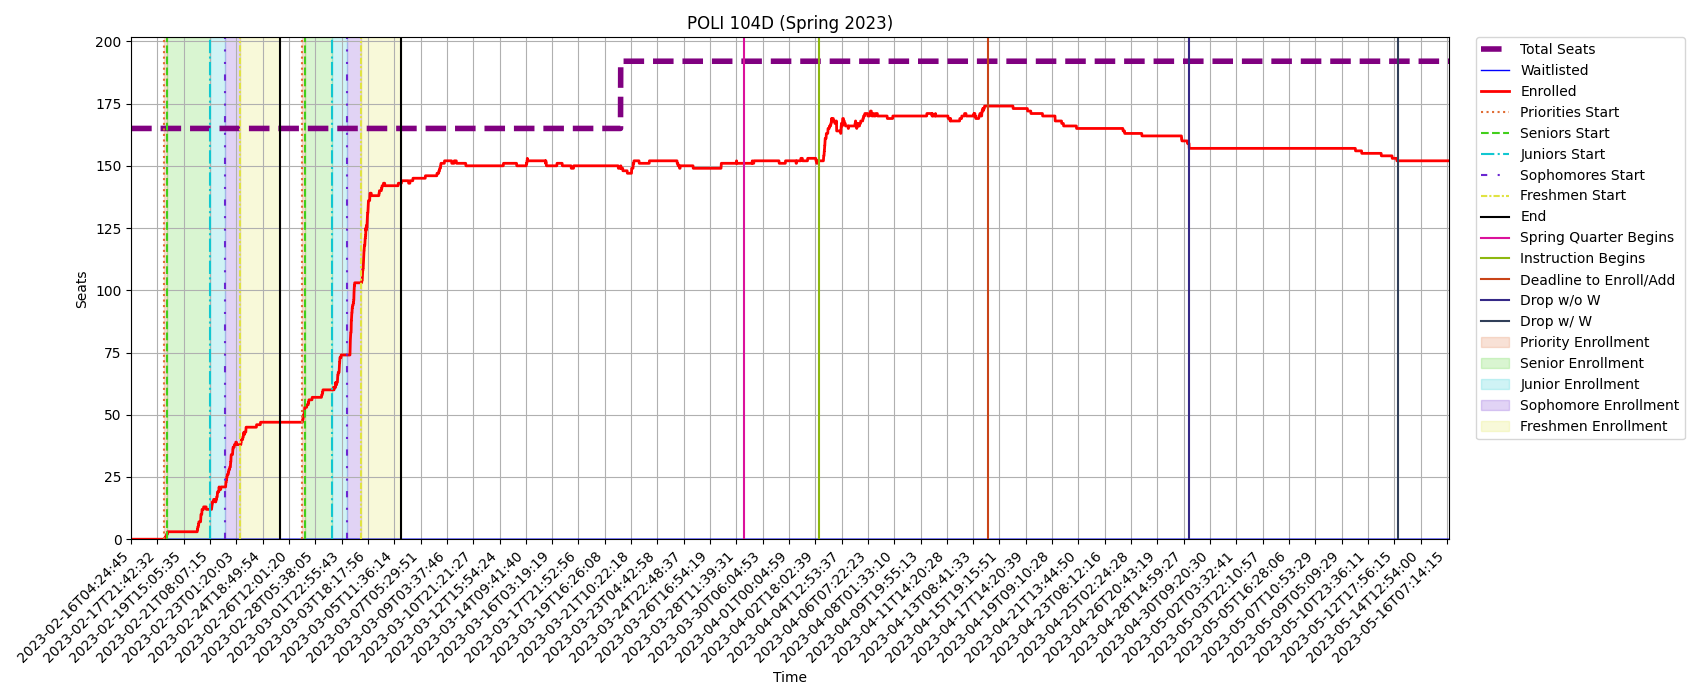 POLI 104D (Spring 2023)
200
175
150
125
100
75
50
25
0
Seats
2023-02-16T04:24:45
2023-02-17T21:42:32
2023-02-19T15:05:35
2023-02-21T08:07:15
2023-02-23T01:20:03
2023-02-24T18:49:54
2023-02-26T12:01:20
2023-02-28T05:38:05
2023-03-01T22:55:43
2023-03-03T18:17:56
2023-03-05T11:36:14
2023-03-07T05:29:51
2023-03-09T03:37:46
2023-03-10T21:21:27
2023-03-12T15:54:24
2023-03-14T09:41:40
2023-03-16T03:19:19
2023-03-17T21:52:56
2023-03-19T16:26:08
2023-03-21T10:22:18
2023-03-23T04:42:58
2023-03-24T22:48:37
2023-03-26T16:54:19
2023-03-28T11:39:31
2023-03-30T06:04:53
2023-04-01T00:04:59
2023-04-02T18:02:39
2023-04-04T12:53:37
2023-04-06T07:22:23
2023-04-08T01:33:10
2023-04-09T19:55:13
2023-04-11T14:20:28
2023-04-13T08:41:33
2023-04-15T19:15:51
2023-04-17T14:20:39
2023-04-19T09:10:28
2023-04-21T13:44:50
2023-04-23T08:12:16
2023-04-25T02:24:28
2023-04-26T20:43:19
2023-04-28T14:59:27
2023-04-30T09:20:30
2023-05-02T03:32:41
2023-05-03T22:10:57
2023-05-05T16:28:06
2023-05-07T10:53:29
2023-05-09T05:09:29
2023-05-10T23:36:11
2023-05-12T17:56:15
2023-05-14T12:54:00
2023-05-16T07:14:15
Time
Total Seats
Waitlisted
Enrolled
Priorities Start
Seniors Start
Juniors Start
Sophomores Start
Freshmen Start
End
Spring Quarter Begins
Instruction Begins
Deadline to Enroll/Add
Drop w/o W
Drop w/ W
Priority Enrollment
Senior Enrollment
Junior Enrollment
Sophomore Enrollment
Freshmen Enrollment